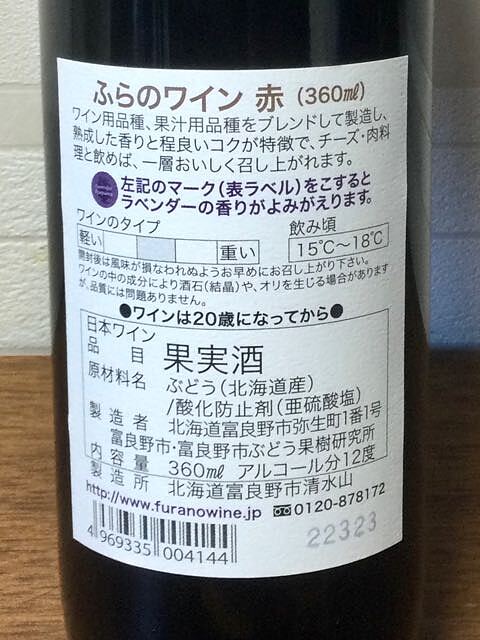 ふらのワイン 赤 (360㎖)
ワイン用品種、果汁用品種をブレンドして製造し、
熟成した香りと程良いコクが特徴で、チーズ・肉料
理と飲めば、一層おいしく召し上がれます。
左記のマーク(表ラベル)をこすると
ラベンダーの香りがよみがえります。
ワインのタイプ
軽い 重い
飲み頃
15℃〜18℃
開封後は風味が損なわれぬようお早めにお召し上がり下さい。
ワインの中の成分により酒石(結晶)や、オリを生じる場合があります
が、品質には問題ありません。
●ワインは20歳になってから●
日本ワイン
品目 果実酒
原材料名 ぶどう(北海道産)
/酸化防止剤(亜硫酸塩)
製造者 北海道富良野市弥生町1番1号
富良野市・富良野市ぶどう果樹研究所
内容量 360㎖ アルコール分12度
製造所 北海道富良野市清水山
http://www.furanowine.jp 0120-878172
4 969335 004144
22323